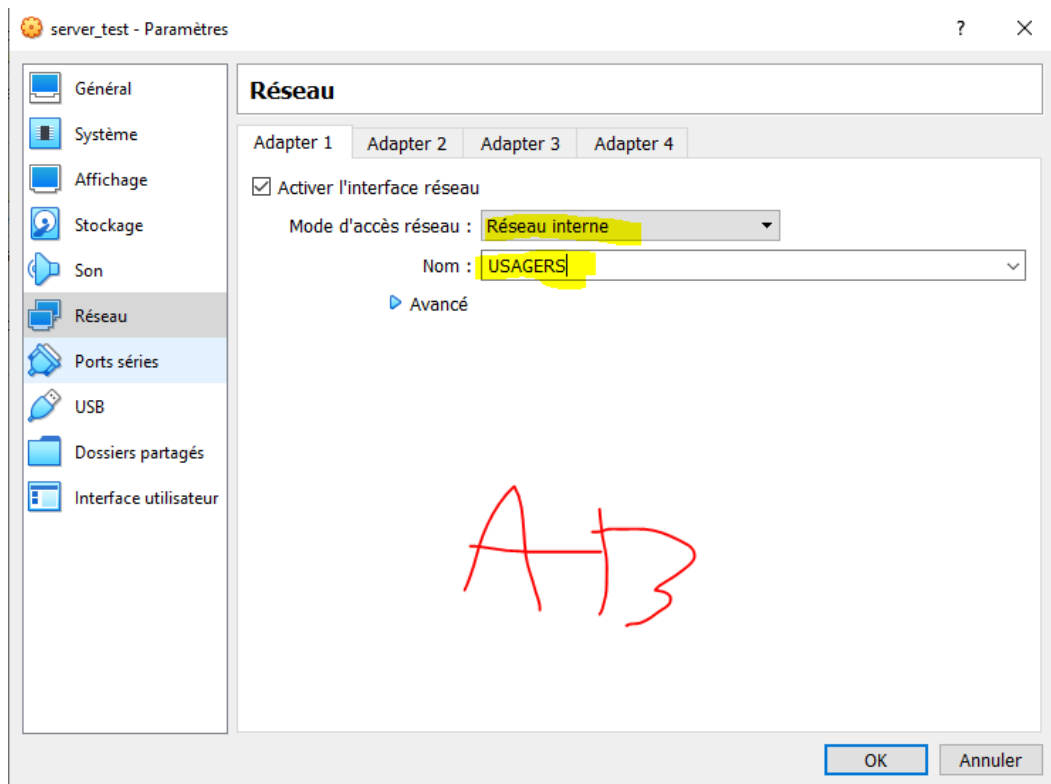 server_test - Paramètres
?
Général
Système
Affichage
Stockage
Son
Réseau
Ports séries
USB
Dossiers partagés
Interface utilisateur
Réseau
Adapter 1
Adapter 2
Adapter 3
Adapter 4
Activer l'interface réseau
Mode d'accès réseau : Réseau interne
Nom : USAGERS
Avancé
OK
Annuler